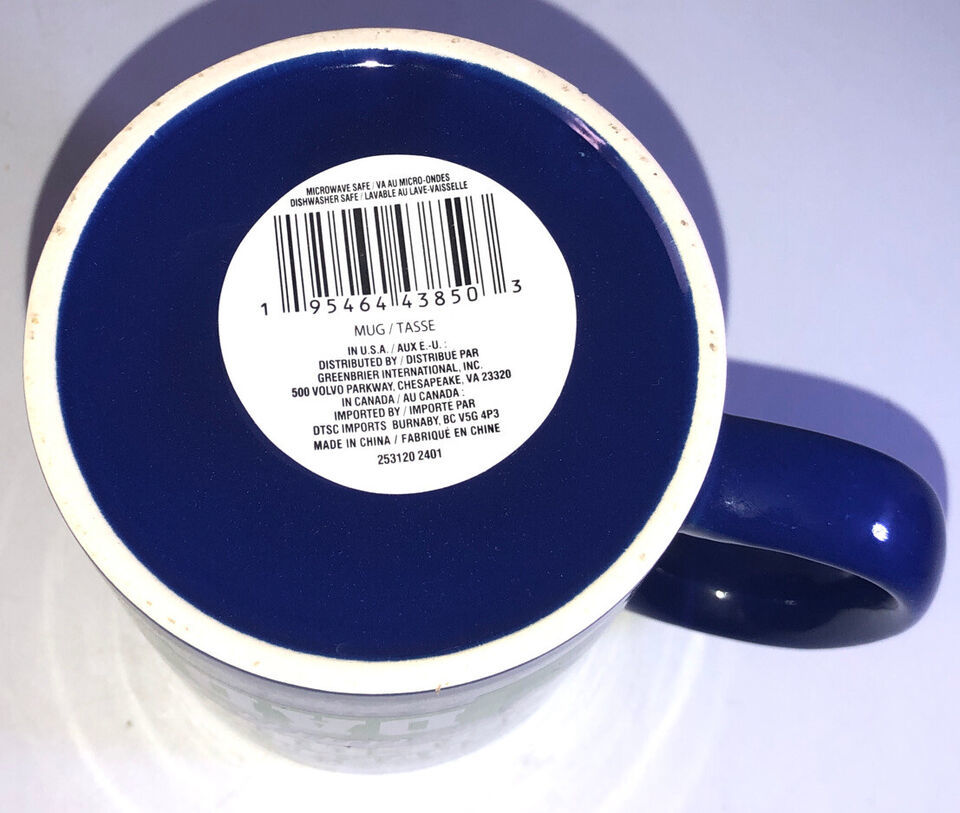 MICROWAVE SAFE / VA AU MICRO-ONDES
DISHWASHER SAFE / LAVABLE AU LAVE-VAISSELLE
1 95464 43850 3
MUG / TASSE
IN U.S.A. / AUX E.-U. :
DISTRIBUTED BY / DISTRIBUE PAR
GREENBRIER INTERNATIONAL, INC.
500 VOLVO PARKWAY, CHESAPEAKE, VA 23320
IN CANADA / AU CANADA :
IMPORTED BY / IMPORTE PAR
DTSC IMPORTS BURNABY, BC V5G 4P3
MADE IN CHINA / FABRIQUÉ EN CHINE
253120 2401